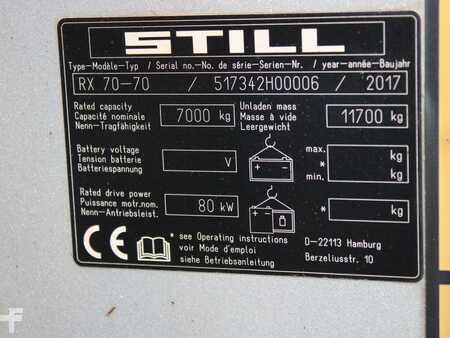 STILL
Type-Modèle-Typ / Serial no.-No. de série-Serien-Nr. / year-année-Baujahr
RX 70-70 / 517342H00006 / 2017
Rated capacity
Capacité nominale
Nenn-Tragfähigkeit
7000 kg
Unladen mass
Masse à vide
Leergewicht
11700 kg
Battery voltage
Tension batterie
Batteriespannung
V
max. kg
*
min. kg
Rated drive power
Puissance motr.nom.
Nenn-Antriebsleist.
80 kW
* kg
CE
* see Operating instructions
voir Mode d'emploi
siehe Betriebsanleitung
D-22113 Hamburg
Berzeliusstr. 10
F